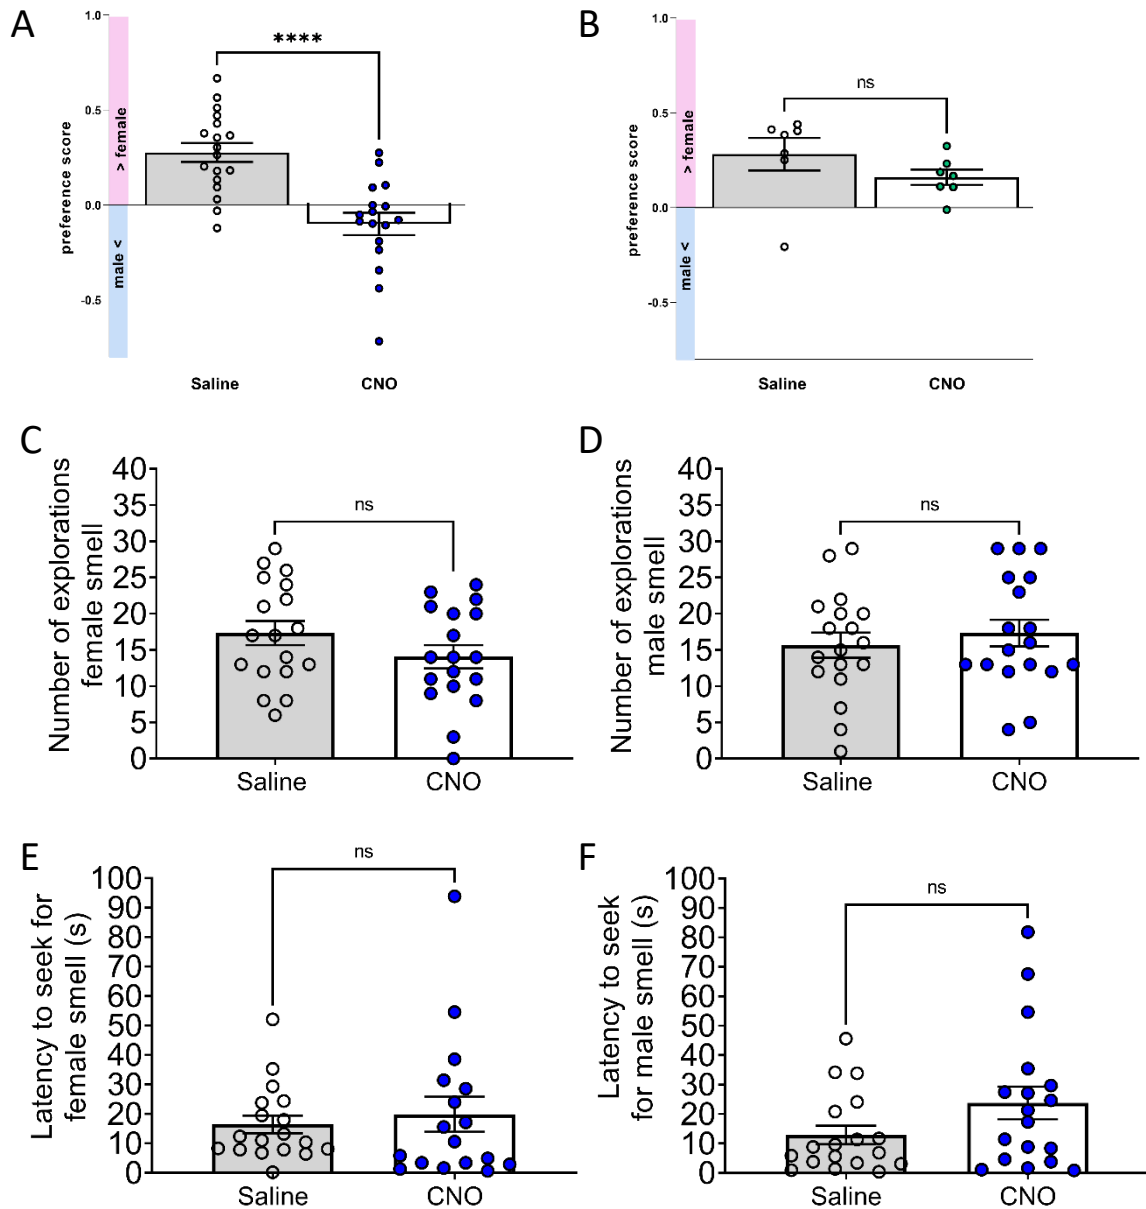 A
1.0
0.5
0.0
-0.5
preference score
> female
male <
****
Saline
CNO
B
1.0
0.5
0.0
-0.5
preference score
> female
male <
ns
Saline
CNO
C
40
35
30
25
20
15
10
5
0
Number of explorations
female smell
ns
Saline
CNO
D
40
35
30
25
20
15
10
5
0
Number of explorations
male smell
ns
Saline
CNO
E
100
90
80
70
60
50
40
30
20
10
0
Latency to seek for
female smell (s)
ns
Saline
CNO
F
100
90
80
70
60
50
40
30
20
10
0
Latency to seek
for male smell (s)
ns
Saline
CNO